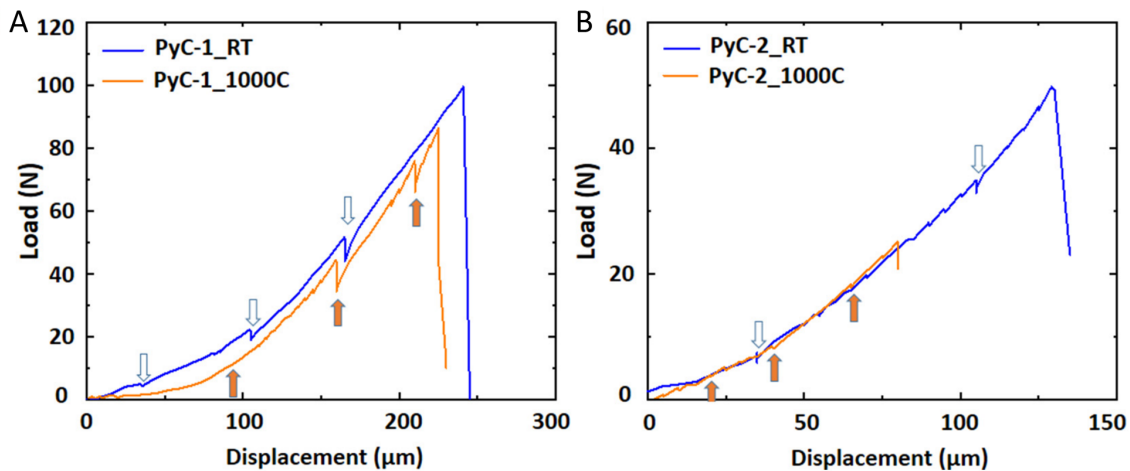 A
120
100
80
60
40
20
0
Load (N)
PyC-1_RT
PyC-1_1000C
0
100
200
300
Displacement (µm)
B
60
40
20
0
Load (N)
PyC-2_RT
PyC-2_1000C
0
50
100
150
Displacement (µm)